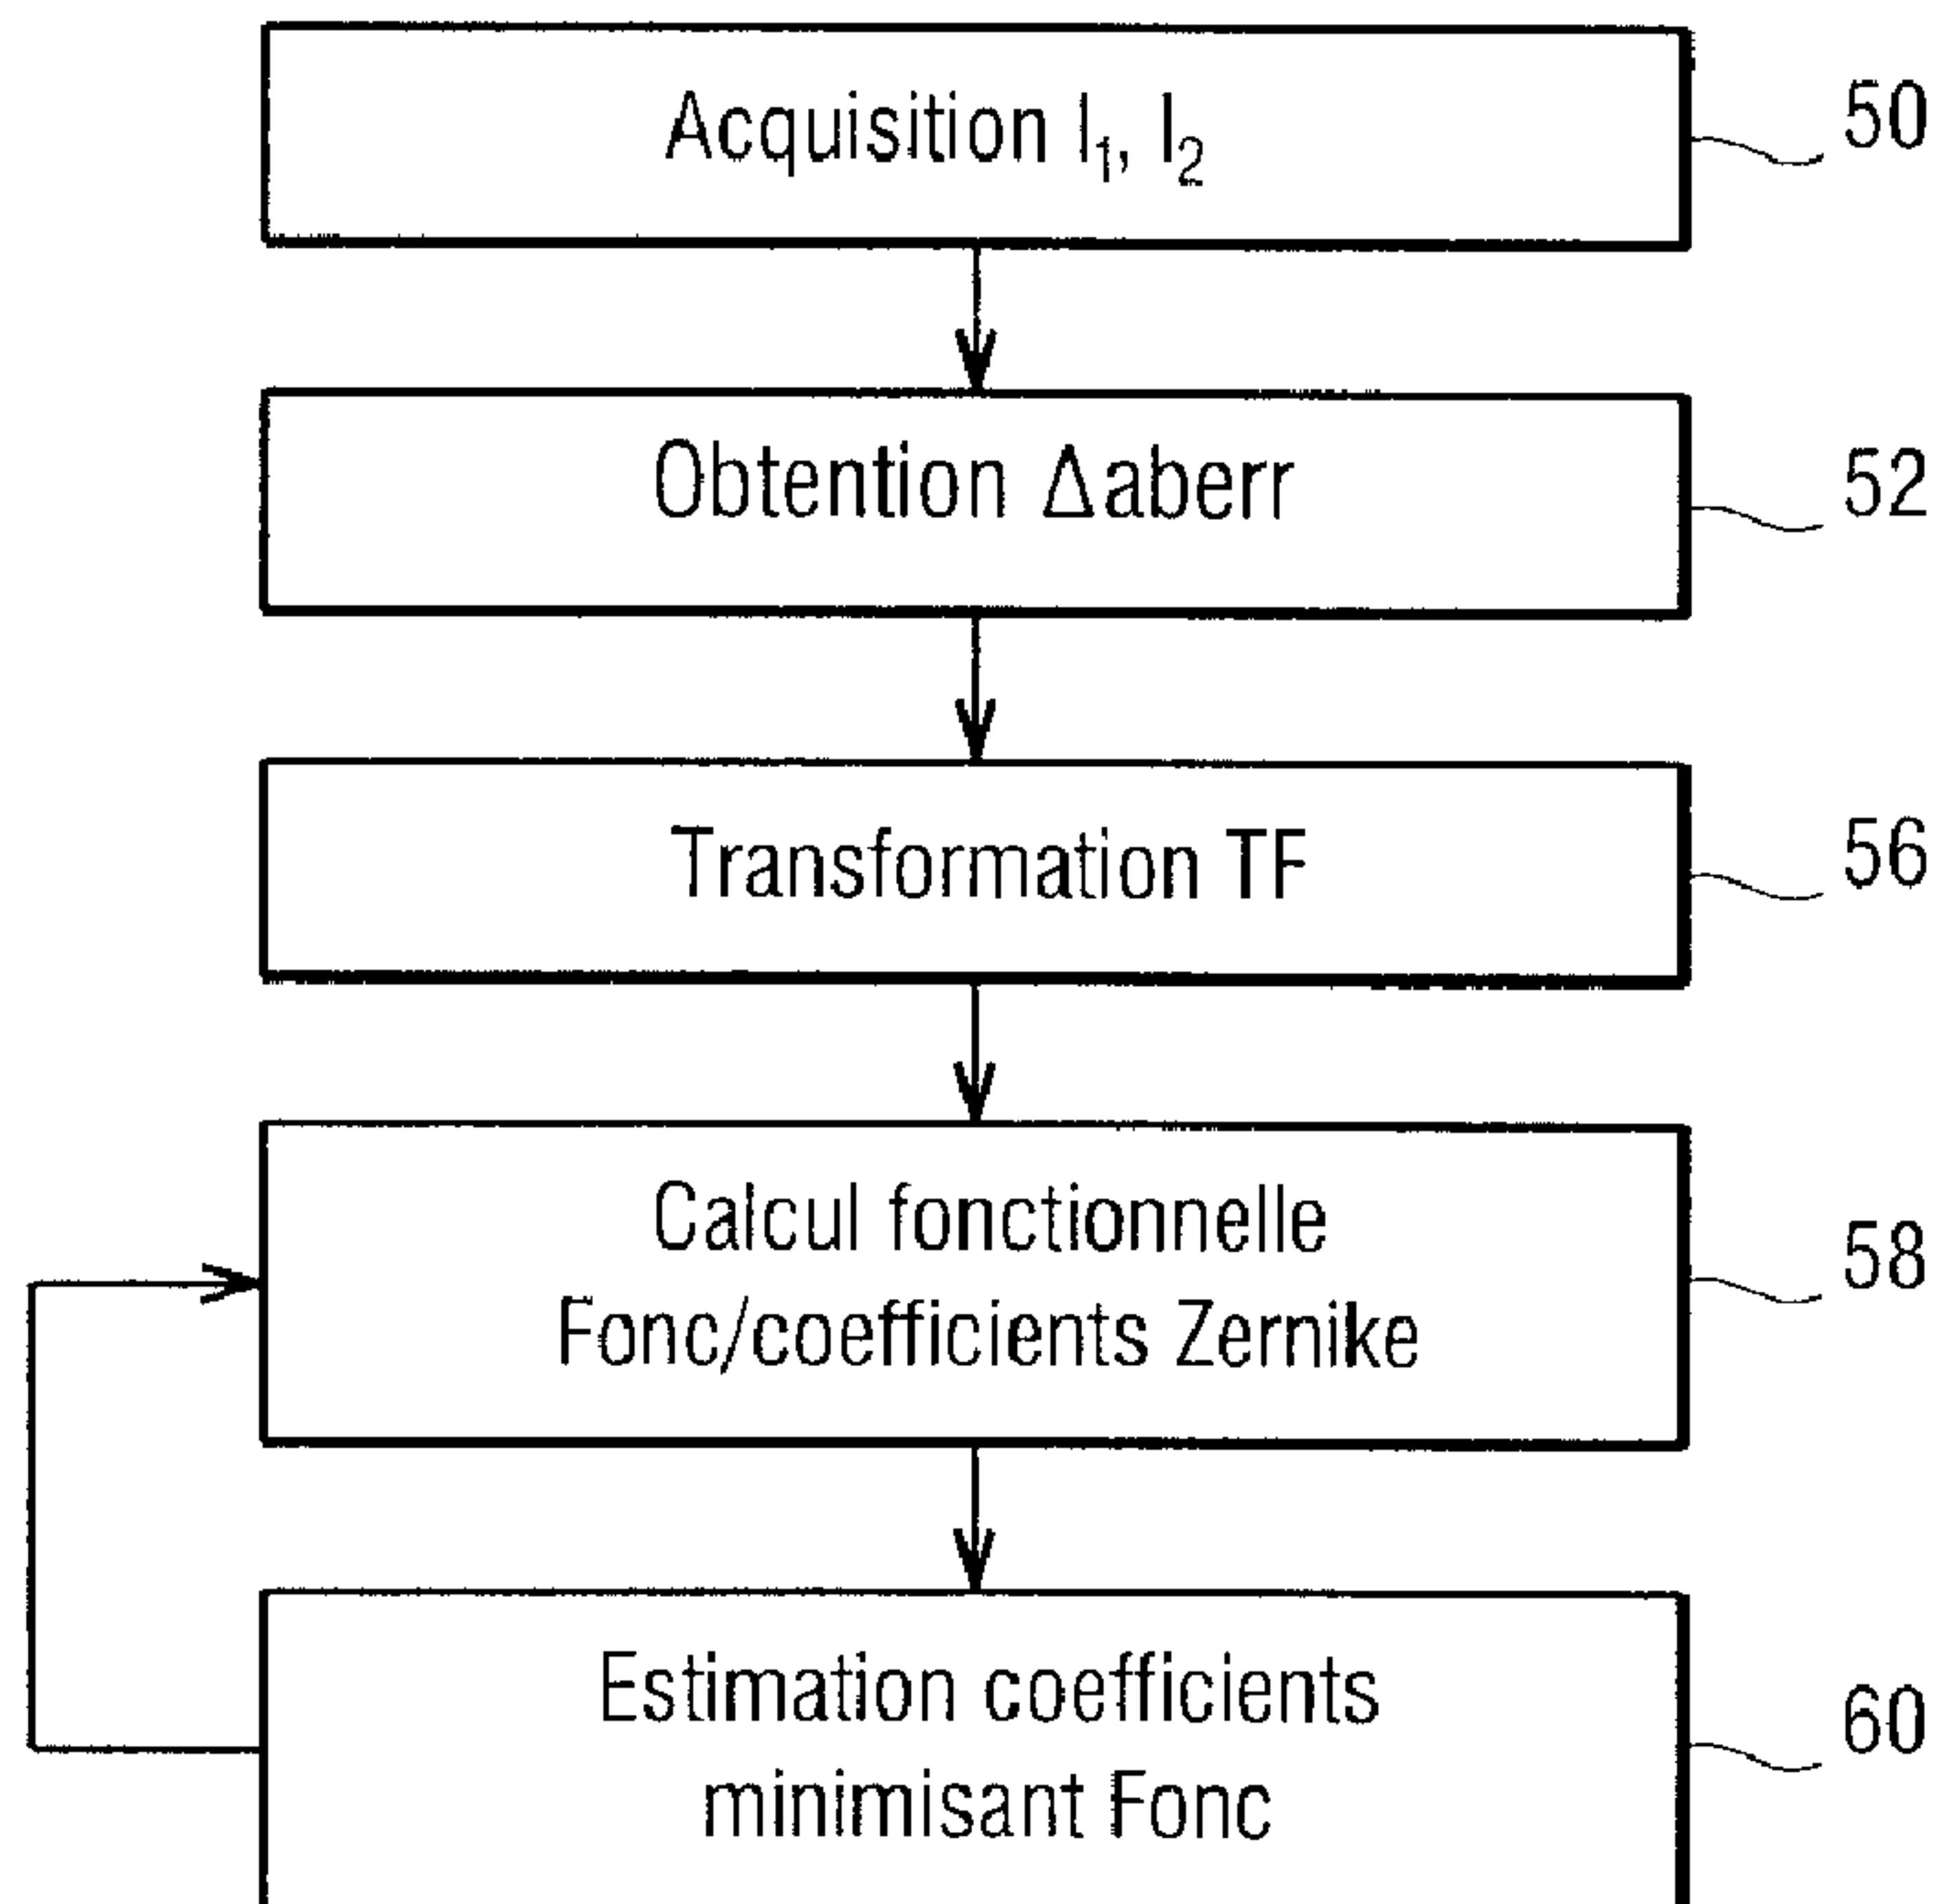 Acquisition I₁, I₂
50
Obtention Δaberr
52
Transformation TF
56
Calcul fonctionnelle
Fonc/coefficients Zernike
58
Estimation coefficients
minimisant Fonc
60